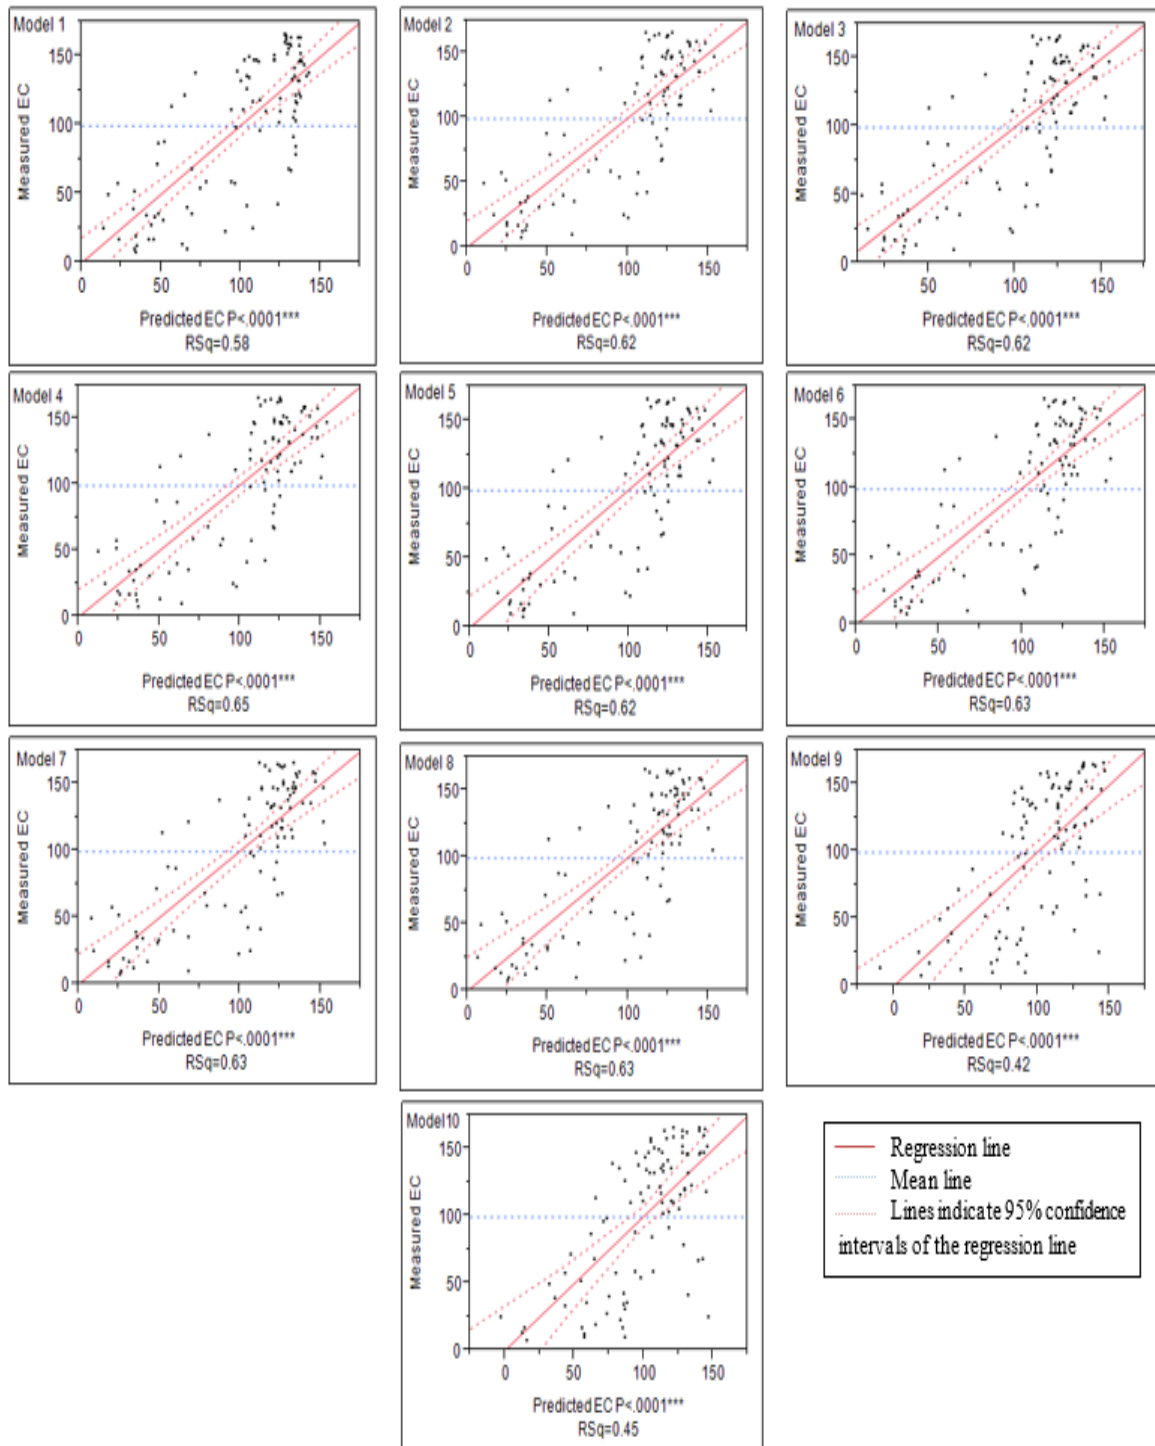 Model 1
Measured EC
150
100
50
0
0 50 100 150
Predicted EC P<.0001***
RSq=0.58
Model 2
Measured EC
150
100
50
0
0 50 100 150
Predicted EC P<.0001***
RSq=0.62
Model 3
Measured EC
150
100
50
0
50 100 150
Predicted EC P<.0001***
RSq=0.62
Model 4
Measured EC
150
100
50
0
0 50 100 150
Predicted EC P<.0001***
RSq=0.65
Model 5
Measured EC
150
100
50
0
0 50 100 150
Predicted EC P<.0001***
RSq=0.62
Model 6
Measured EC
150
100
50
0
0 50 100 150
Predicted EC P<.0001***
RSq=0.63
Model 7
Measured EC
150
100
50
0
0 50 100 150
Predicted EC P<.0001***
RSq=0.63
Model 8
Measured EC
150
100
50
0
0 50 100 150
Predicted EC P<.0001***
RSq=0.63
Model 9
Measured EC
150
100
50
0
0 50 100 150
Predicted EC P<.0001***
RSq=0.42
Model10
Measured EC
150
100
50
0
0 50 100 150
Predicted EC P<.0001***
RSq=0.45
Regression line
Mean line
Lines indicate 95% confidence
intervals of the regression line